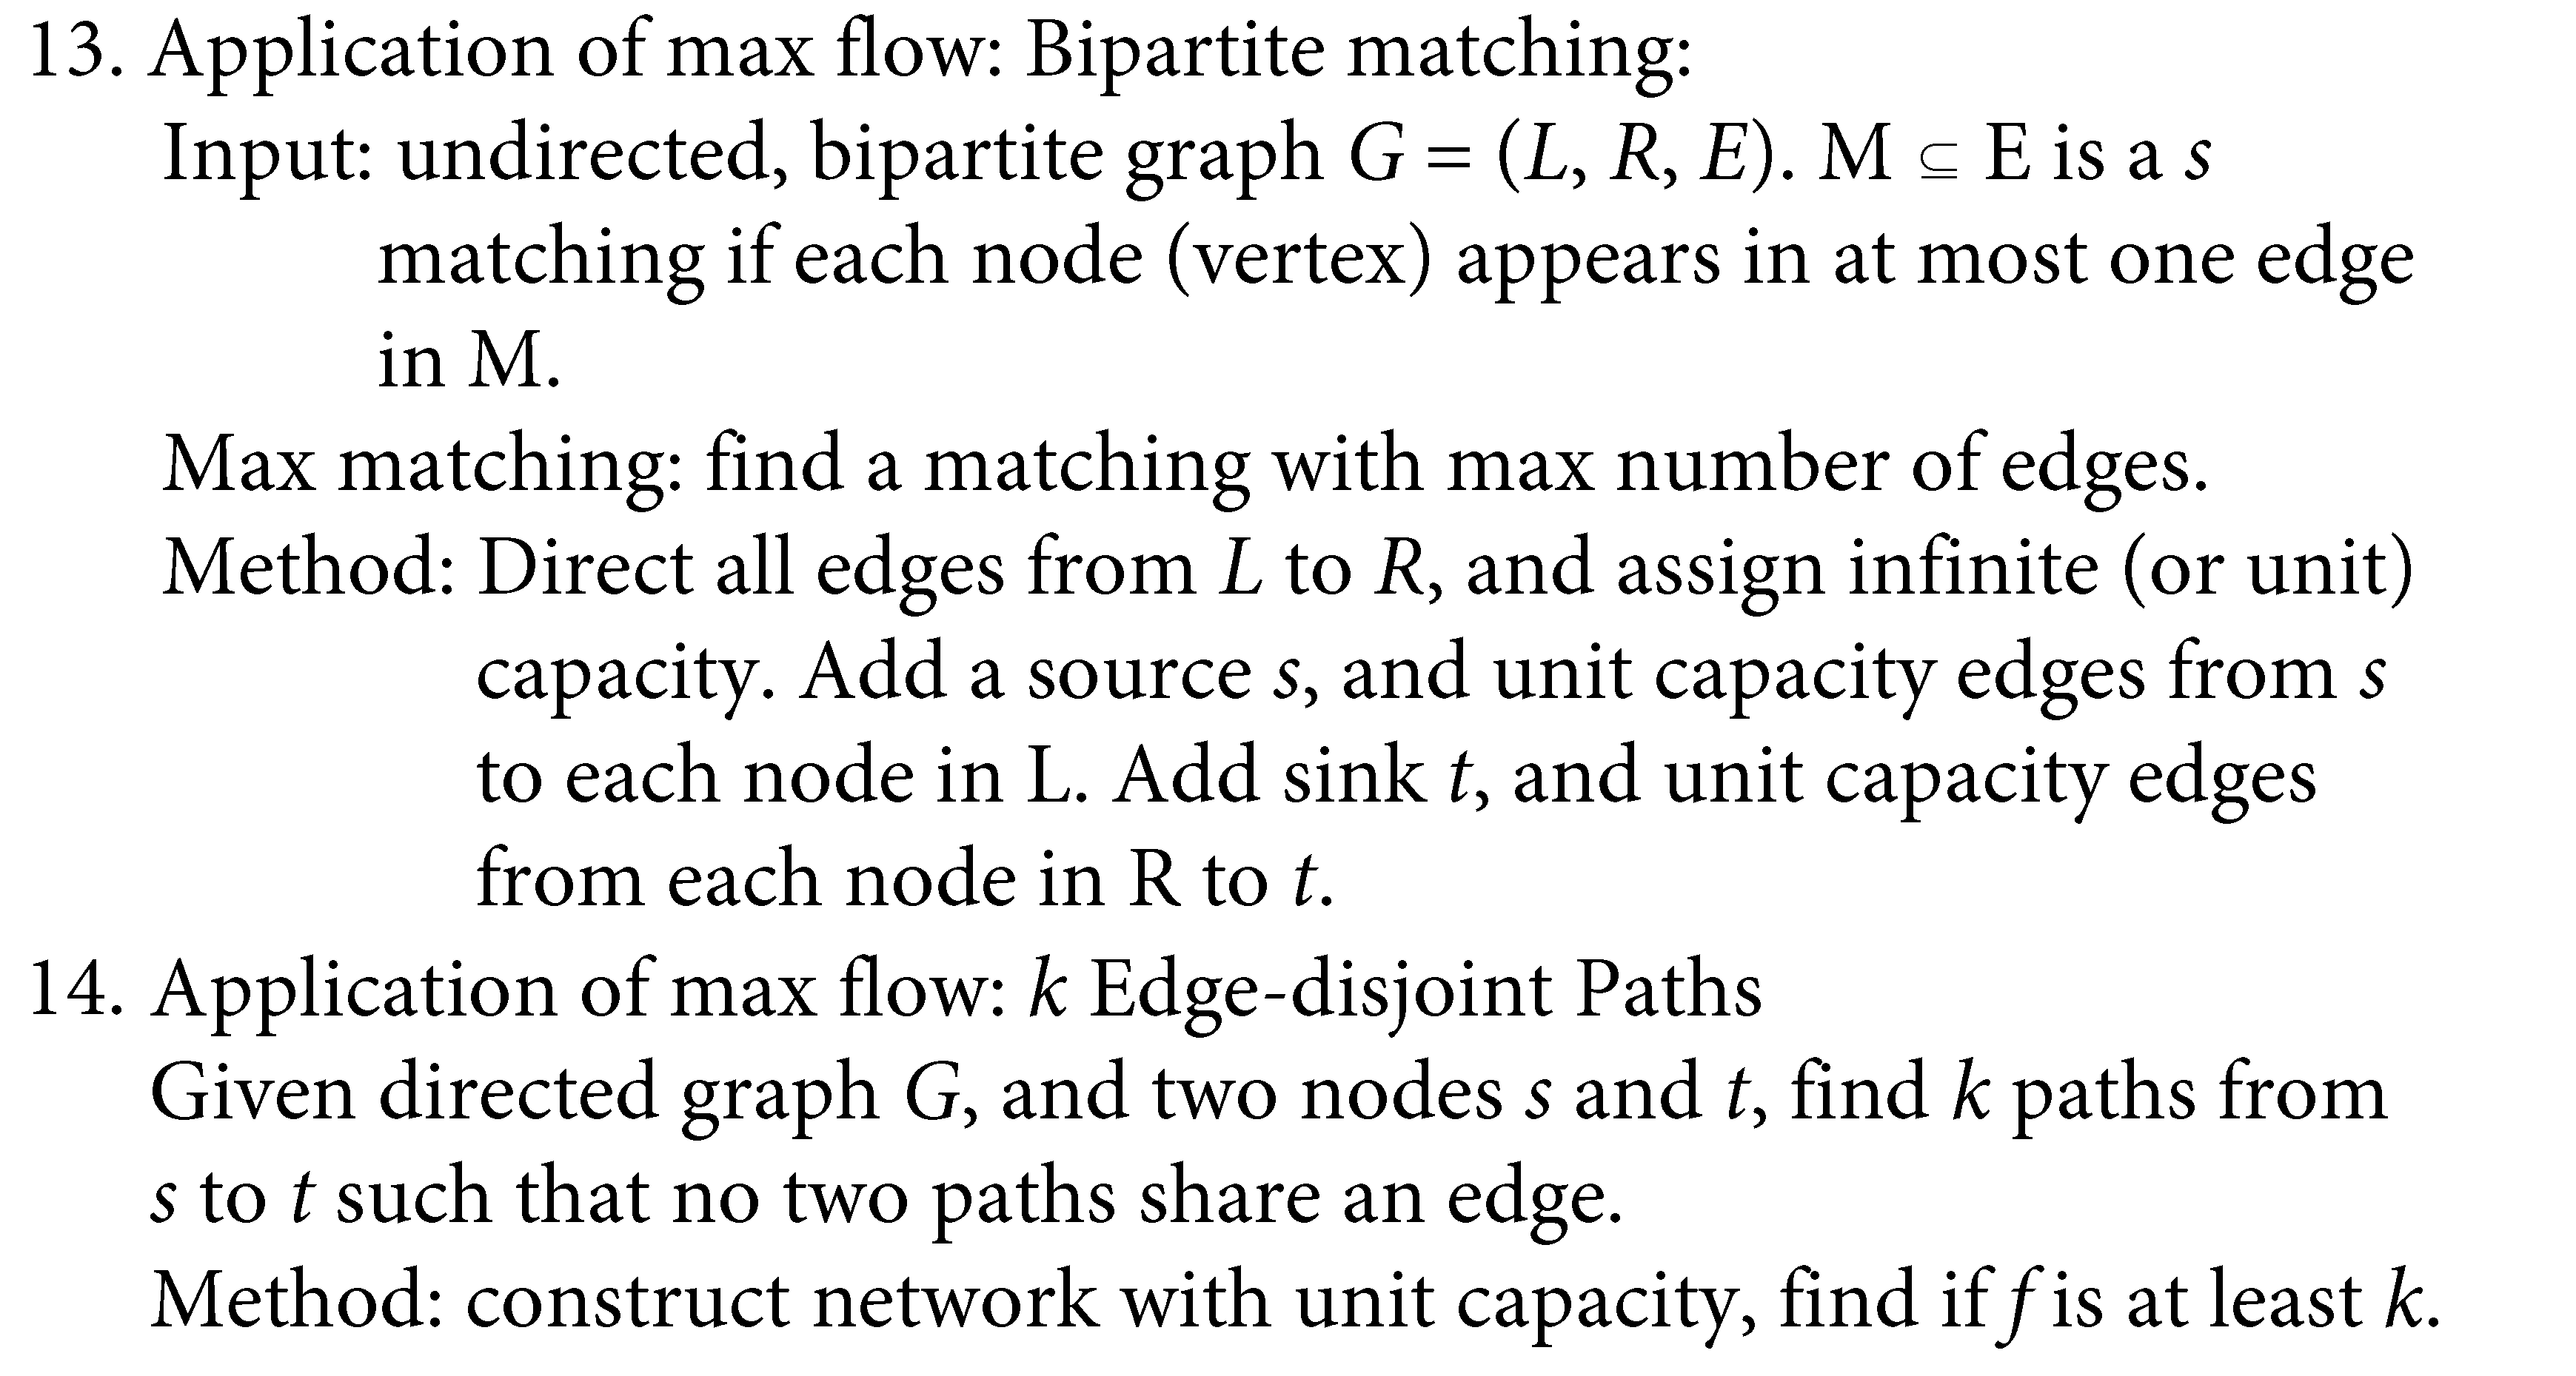 13. Application of max flow: Bipartite matching:
Input: undirected, bipartite graph G = (L, R, E). M ⊆ E is a s
matching if each node (vertex) appears in at most one edge
in M.
Max matching: find a matching with max number of edges.
Method: Direct all edges from L to R, and assign infinite (or unit)
capacity. Add a source s, and unit capacity edges from s
to each node in L. Add sink t, and unit capacity edges
from each node in R to t.
14. Application of max flow: k Edge-disjoint Paths
Given directed graph G, and two nodes s and t, find k paths from
s to t such that no two paths share an edge.
Method: construct network with unit capacity, find if f is at least k.